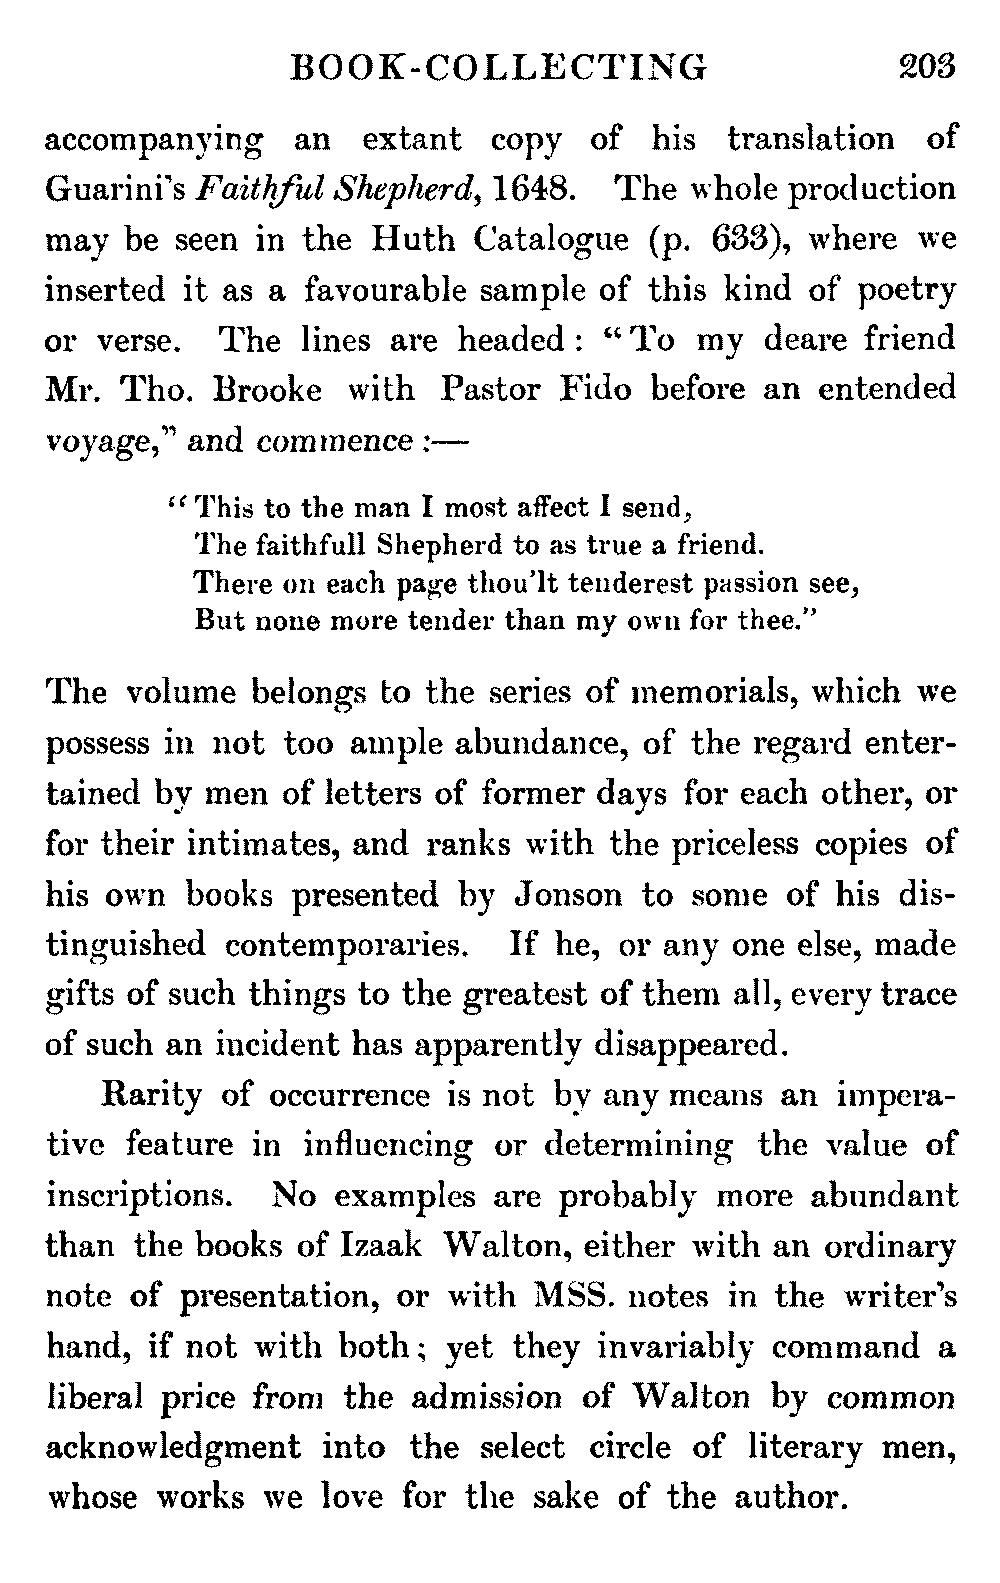 BOOK-COLLECTING 203
accompanying an extant copy of his translation of
Guarini's Faithful Shepherd, 1648. The whole production
may be seen in the Huth Catalogue (p. 633), where we
inserted it as a favourable sample of this kind of poetry
or verse. The lines are headed: “To my deare friend
Mr. Tho. Brooke with Pastor Fido before an entended
voyage,” and commence:—
“This to the man I most affect I send,
The faithfull Shepherd to as true a friend.
There on each page thou'lt tenderest passion see,
But none more tender than my own for thee.”
The volume belongs to the series of memorials, which we
possess in not too ample abundance, of the regard enter-
tained by men of letters of former days for each other, or
for their intimates, and ranks with the priceless copies of
his own books presented by Jonson to some of his dis-
tinguished contemporaries. If he, or any one else, made
gifts of such things to the greatest of them all, every trace
of such an incident has apparently disappeared.
Rarity of occurrence is not by any means an impera-
tive feature in influencing or determining the value of
inscriptions. No examples are probably more abundant
than the books of Izaak Walton, either with an ordinary
note of presentation, or with MSS. notes in the writer's
hand, if not with both; yet they invariably command a
liberal price from the admission of Walton by common
acknowledgment into the select circle of literary men,
whose works we love for the sake of the author.